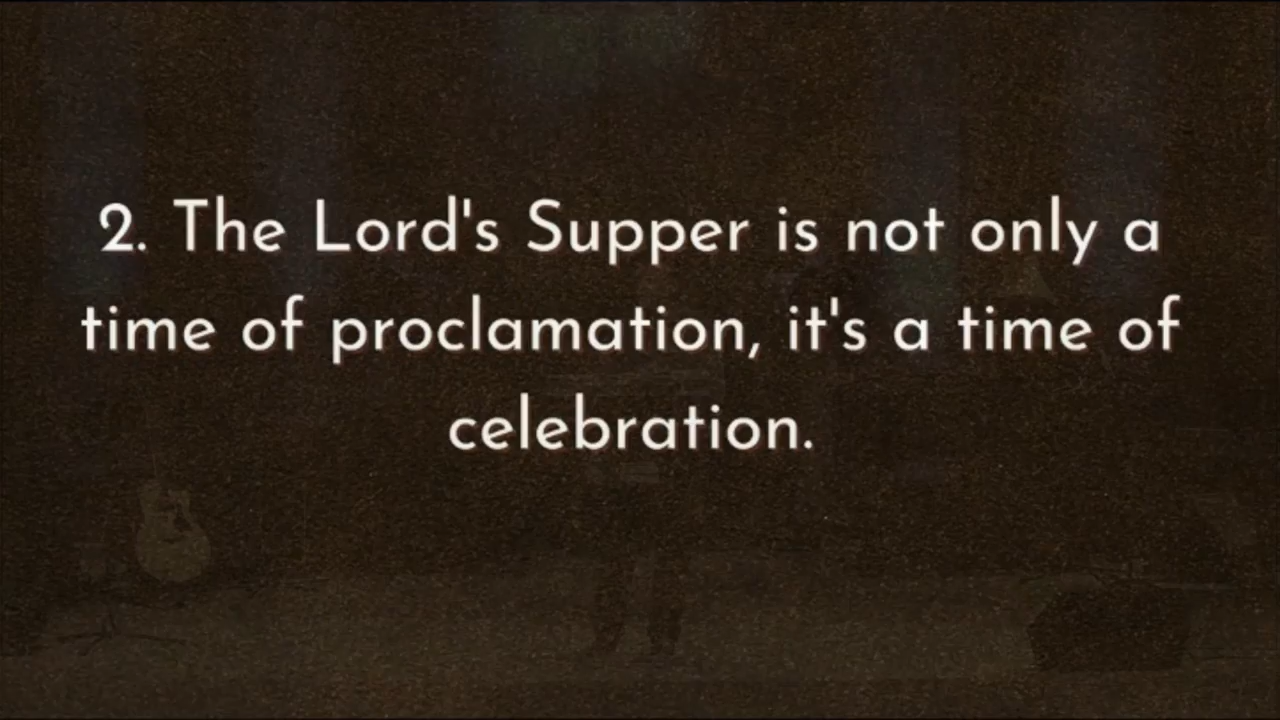 2. The Lord's Supper is not only a
time of proclamation, it's a time of
celebration.